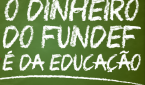 O DINHEIRO
DO FUNDEF
É DA EDUCAÇÃO